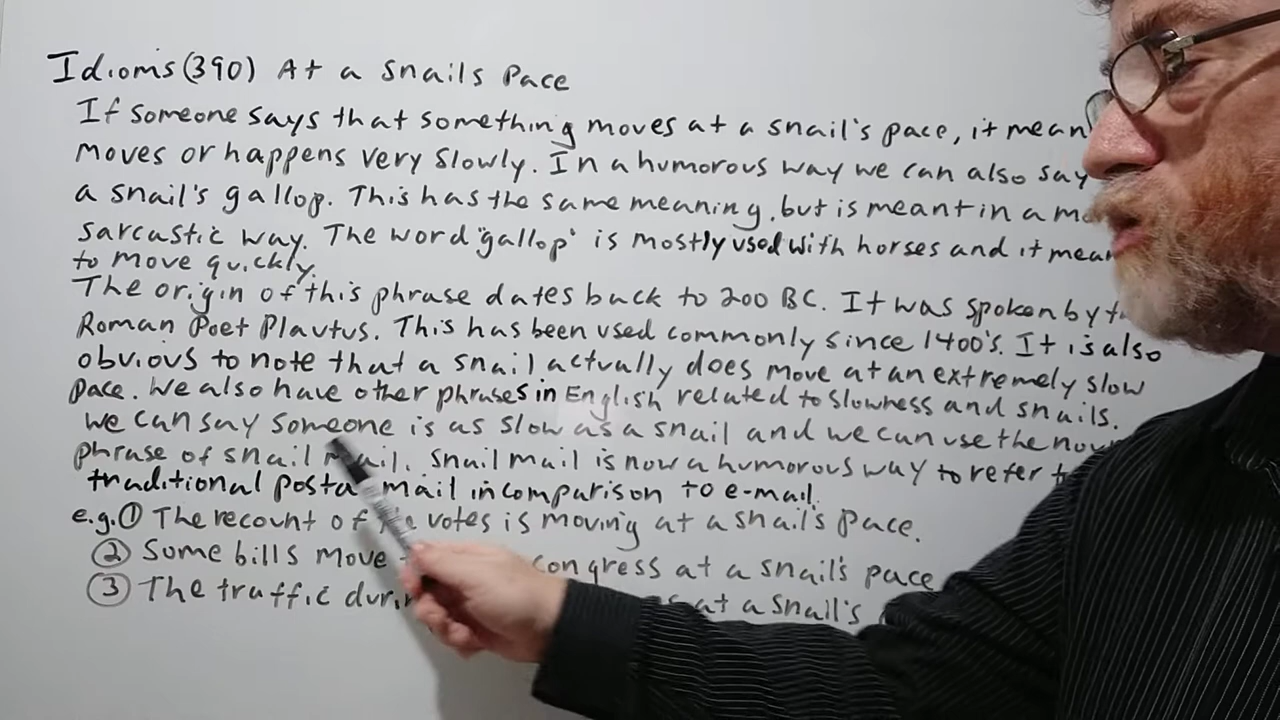 Idioms (390) At a snails Pace
If someone says that something moves at a snail's pace, it mean
moves or happens very slowly. In a humorous way we can also say
a snail's gallop. This has the same meaning, but is meant in a mo
sarcastic way. The word "gallop" is mostly used with horses and it mean
to move quickly.
The origin of this phrase dates back to 200 BC. It was spoken by t
Roman Poet Plautus. This has been used commonly since 1400's. It is also
obvious to note that a snail actually does move at an extremely slow
pace. We also have other phrases in English related to slowness and snails.
we can say someone is as slow as a snail and we can use the
phrase of snail mail. Snail mail is now a humorous way to refer t
traditional postal mail in comparison to e-mail.
e.g. ① The recount of votes is moving at a snail's pace.
② Some bills move congress at a snail's pace
③ The traffic at a snail's